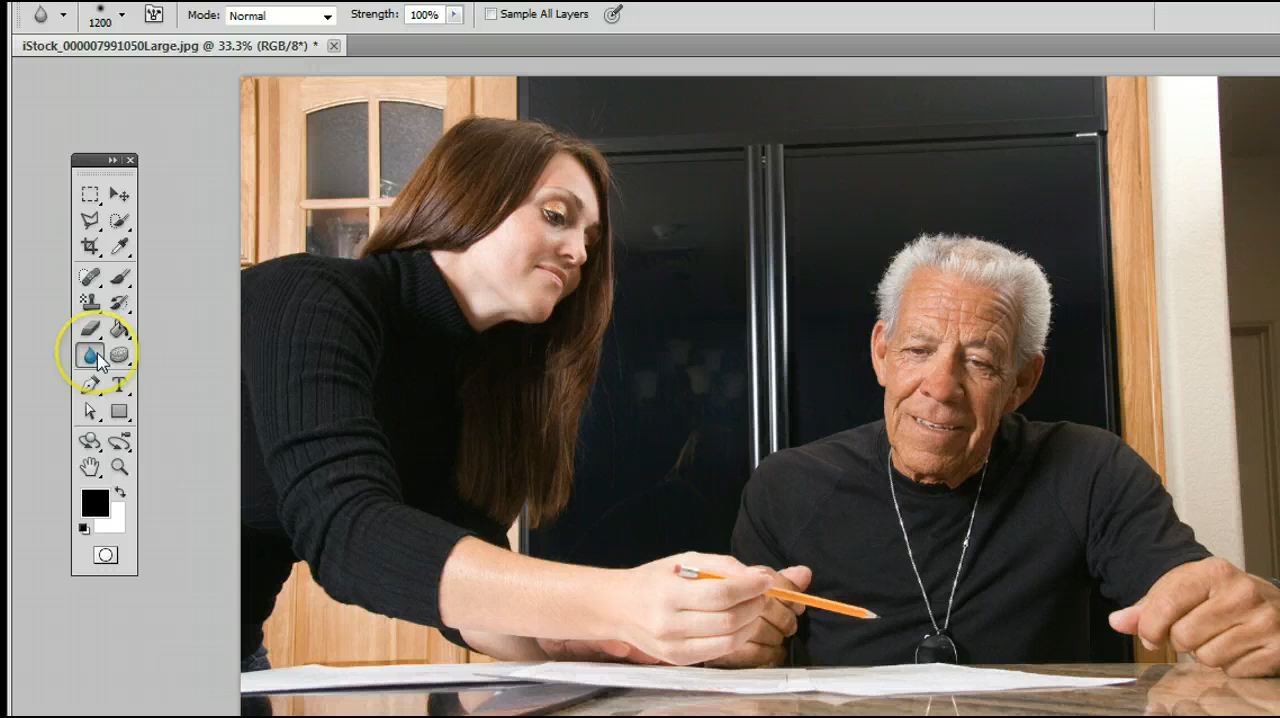 1200 Mode: Normal Strength: 100% Sample All Layers
iStock_000007991050Large.jpg @ 33.3% (RGB/8*) *
T